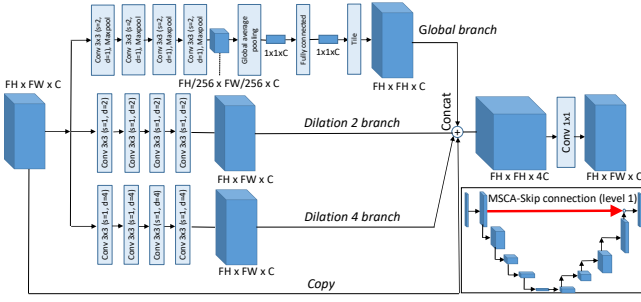 Conv 3x3 (s=2, d=1), Maxpool
Conv 3x3 (s=2, d=1), Maxpool
Conv 3x3 (s=2, d=1), Maxpool
Conv 3x3 (s=2, d=1), Maxpool
FH/256 x FW/256 x C
Global average pooling
1x1xC
Fully connected
1x1xC
Tile
FH x FH x C
Global branch
FH x FW x C
Conv 3x3 (s=1, d=2)
Conv 3x3 (s=1, d=2)
Conv 3x3 (s=1, d=2)
Conv 3x3 (s=1, d=2)
FH x FW x C
Dilation 2 branch
Concat
+
FH x FH x 4C
Conv 1x1
FH x FW x C
Conv 3x3 (s=1, d=4)
Conv 3x3 (s=1, d=4)
Conv 3x3 (s=1, d=4)
Conv 3x3 (s=1, d=4)
FH x FW x C
Dilation 4 branch
Copy
MSCA-Skip connection (level 1)